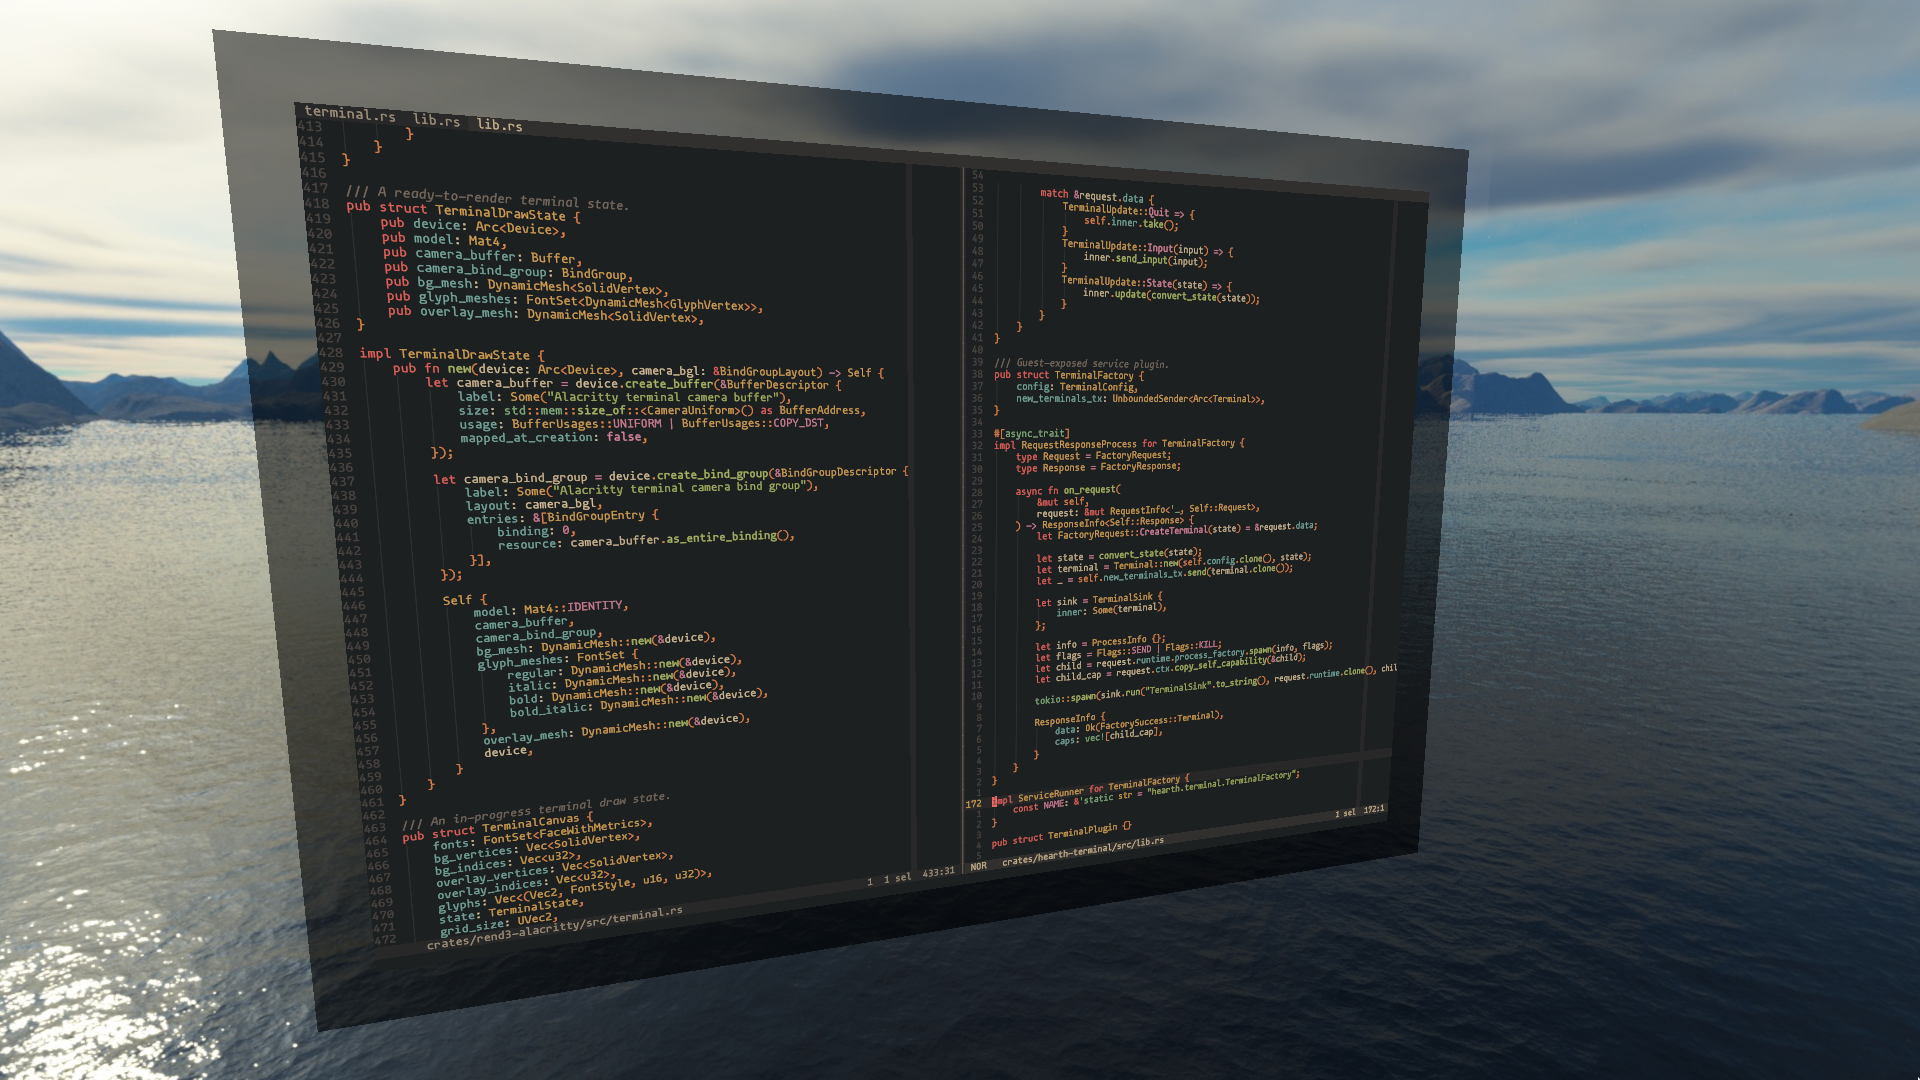 terminal.rs lib.rs lib.rs
413 }
414 }
415 }
416
417 /// A ready-to-render terminal state.
418 pub struct TerminalDrawState {
419 pub device: Arc<Device>,
420 pub model: Mat4,
421 pub camera_buffer: Buffer,
422 pub camera_bind_group: BindGroup,
423 pub bg_mesh: DynamicMesh<SolidVertex>,
424 pub glyph_meshes: FontSet<DynamicMesh<GlyphVertex>>,
425 pub overlay_mesh: DynamicMesh<SolidVertex>,
426 }
427
428 impl TerminalDrawState {
429 pub fn new(device: Arc<Device>, camera_bgl: &BindGroupLayout) -> Self {
430 let camera_buffer = device.create_buffer(&BufferDescriptor {
431 label: Some("Alacritty terminal camera buffer"),
432 size: std::mem::size_of::<CameraUniform>() as BufferAddress,
433 usage: BufferUsages::UNIFORM | BufferUsages::COPY_DST,
434 mapped_at_creation: false,
435 });
436
437 let camera_bind_group = device.create_bind_group(&BindGroupDescriptor {
438 label: Some("Alacritty terminal camera bind group"),
439 layout: camera_bgl,
440 entries: &[BindGroupEntry {
441 binding: 0,
442 resource: camera_buffer.as_entire_binding(),
443 }],
444 });
445
446 Self {
447 model: Mat4::IDENTITY,
448 camera_buffer,
449 camera_bind_group,
450 bg_mesh: DynamicMesh::new(&device),
451 glyph_meshes: FontSet {
452 regular: DynamicMesh::new(&device),
453 italic: DynamicMesh::new(&device),
454 bold: DynamicMesh::new(&device),
455 bold_italic: DynamicMesh::new(&device),
456 },
457 overlay_mesh: DynamicMesh::new(&device),
458 device,
459 }
460 }
461 }
462
463 /// An in-progress terminal draw state.
464 pub struct TerminalCanvas {
465 fonts: FontSet<FaceWithMetrics>,
466 bg_vertices: Vec<SolidVertex>,
467 bg_indices: Vec<u32>,
468 overlay_vertices: Vec<SolidVertex>,
469 overlay_indices: Vec<u32>,
470 glyphs: Vec<(Vec2, FontStyle, u16, u32)>,
471 state: TerminalState,
472 grid_size: UVec2,
crates/rend3-alacritty/src/terminal.rs 1 1 sel 433:31
54
53 match &request.data {
52 TerminalUpdate::Quit => {
51 self.inner.take();
50 }
49 TerminalUpdate::Input(input) => {
48 inner.send_input(input);
47 }
46 TerminalUpdate::State(state) => {
45 inner.update(convert_state(state));
44 }
43 }
42 }
41 }
40
39 /// Guest-exposed service plugin.
38 pub struct TerminalFactory {
37 config: TerminalConfig,
36 new_terminals_tx: UnboundedSender<Arc<Terminal>>,
35 }
34
33 #[async_trait]
32 impl RequestResponseProcess for TerminalFactory {
31 type Request = FactoryRequest;
30 type Response = FactoryResponse;
29
28 async fn on_request(
27 &mut self,
26 request: &mut RequestInfo<'_, Self::Request>,
25 ) -> ResponseInfo<Self::Response> {
24 let FactoryRequest::CreateTerminal(state) = &request.data;
23
22 let state = convert_state(state);
21 let terminal = Terminal::new(self.config.clone(), state);
20 let _ = self.new_terminals_tx.send(terminal.clone());
19
18 let sink = TerminalSink {
17 inner: Some(terminal),
16 };
15
14 let info = ProcessInfo {};
13 let flags = Flags::SEND | Flags::KILL;
12 let child = request.runtime.process_factory.spawn(info, flags);
11 let child_cap = request.ctx.copy_self_capability(&child);
10
9 tokio::spawn(sink.run("TerminalSink".to_string(), request.runtime.clone(), chil
8
7 ResponseInfo {
6 data: Ok(FactorySuccess::Terminal),
5 caps: vec![child_cap],
4 }
3 }
2 }
1
172 impl ServiceRunner for TerminalFactory {
1 const NAME: &'static str = "hearth.terminal.TerminalFactory";
2 }
3
4 pub struct TerminalPlugin {}
5
NOR crates/hearth-terminal/src/lib.rs 1 sel 172:1